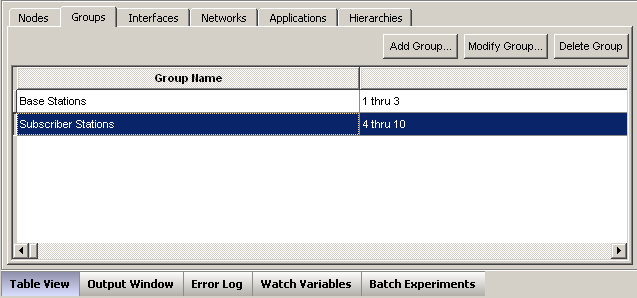 Nodes Groups Interfaces Networks Applications Hierarchies
Add Group... Modify Group... Delete Group
Group Name
Base Stations 1 thru 3
Subscriber Stations 4 thru 10
Table View Output Window Error Log Watch Variables Batch Experiments